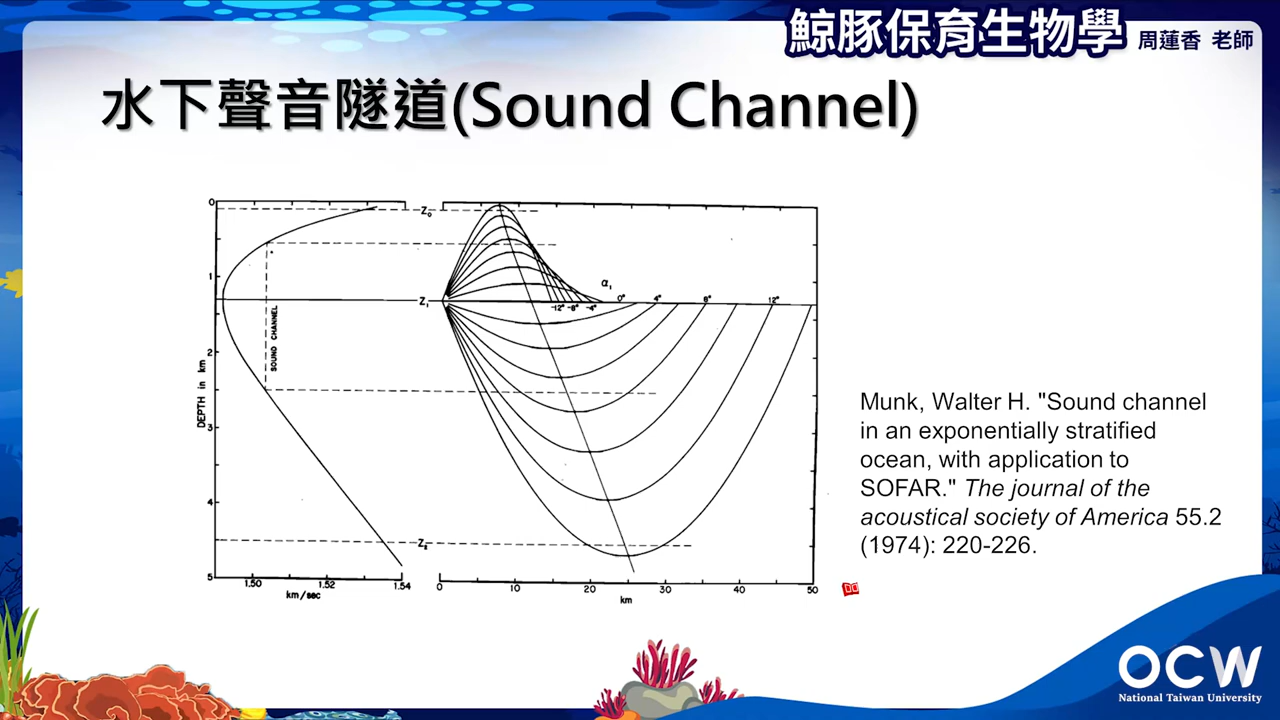 鯨豚保育生物學 周蓮香 老師
水下聲音隧道(Sound Channel)
0
1
2
3
4
5
DEPTH in km
SOUND CHANNEL
1.50 1.52 1.54
km/sec
Z₀
Z₁
Z₂
α₁
-12° -8° -4° 0° 4° 8° 12°
0 10 20 30 40 50
km
Munk, Walter H. "Sound channel
in an exponentially stratified
ocean, with application to
SOFAR." The journal of the
acoustical society of America 55.2
(1974): 220-226.
OCW
National Taiwan University